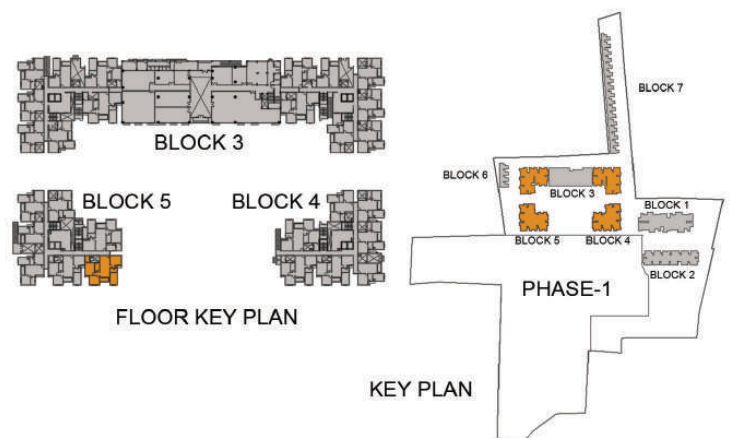 BLOCK 3
BLOCK 5
BLOCK 4
FLOOR KEY PLAN
BLOCK 7
BLOCK 6
BLOCK 3
BLOCK 1
BLOCK 5
BLOCK 4
BLOCK 2
PHASE-1
KEY PLAN